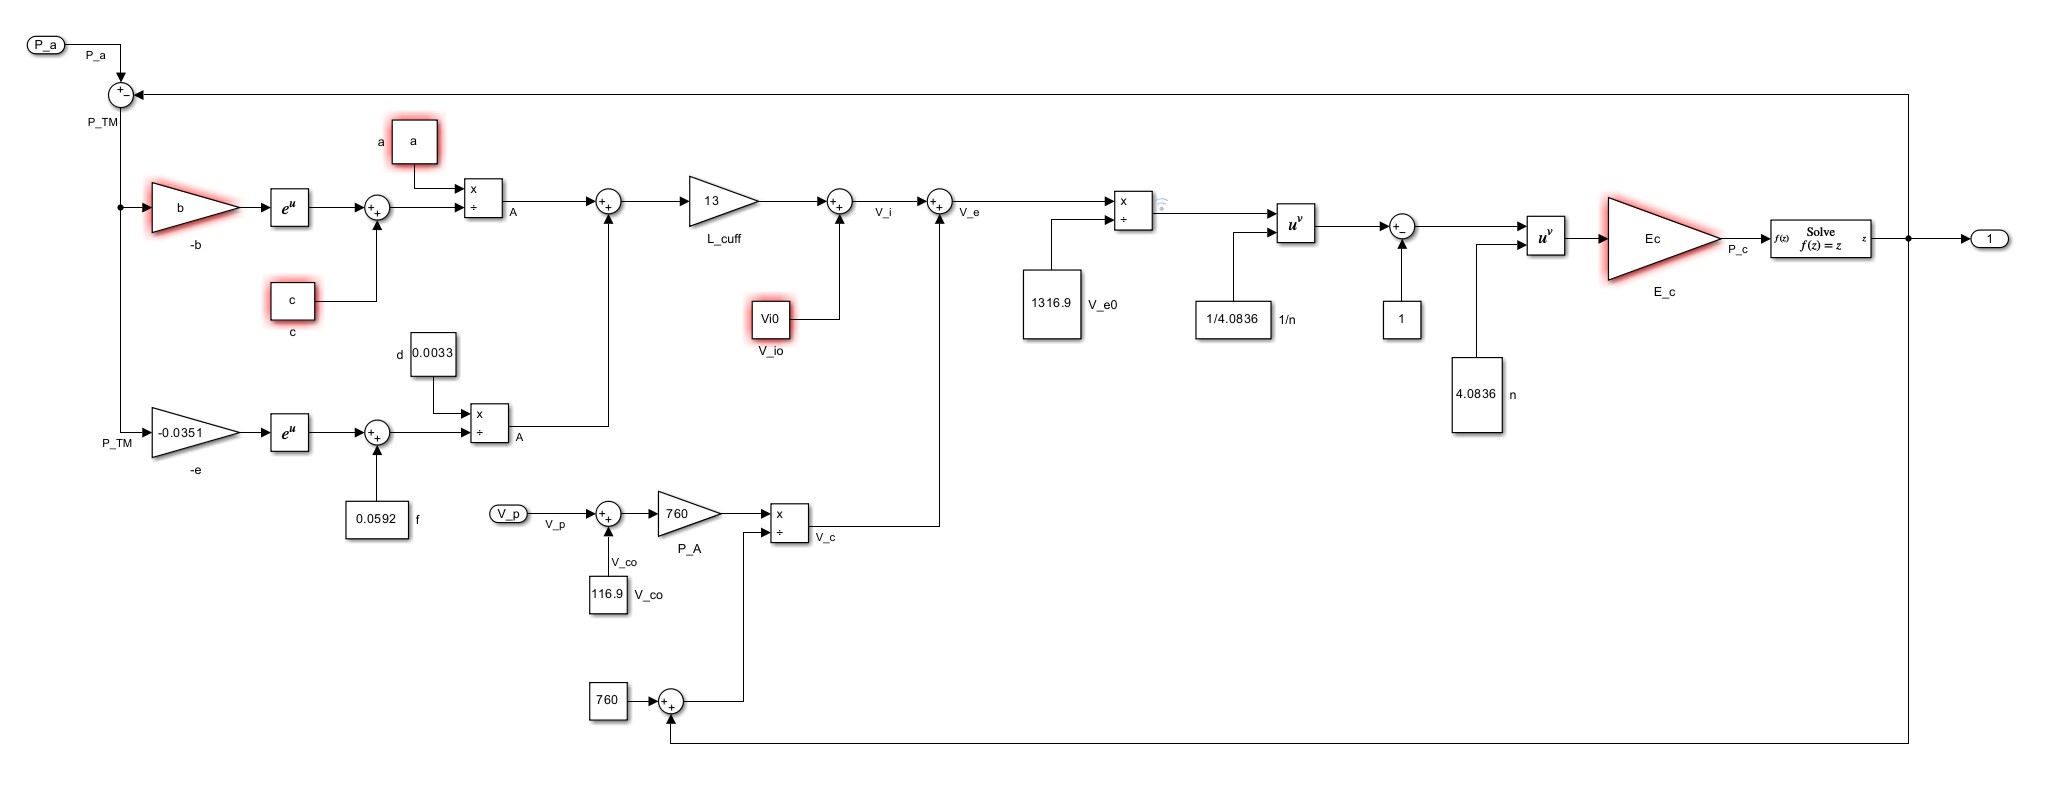 P_a
P_a
+
−
P_TM
a
a
b
-b
e^u
+
+
x
÷
A
c
c
+
+
13
L_cuff
+
+
V_i
+
+
V_e
Vi0
V_io
x
÷
1316.9
V_e0
u^v
1/4.0836
1/n
+
−
1
u^v
4.0836
n
Ec
E_c
P_c
f(z)
Solve
f(z) = z
z
1
d
0.0033
P_TM
-0.0351
-e
e^u
+
+
x
÷
A
0.0592
f
V_p
V_p
+
+
760
P_A
x
÷
V_c
V_co
116.9
V_co
760
+
+